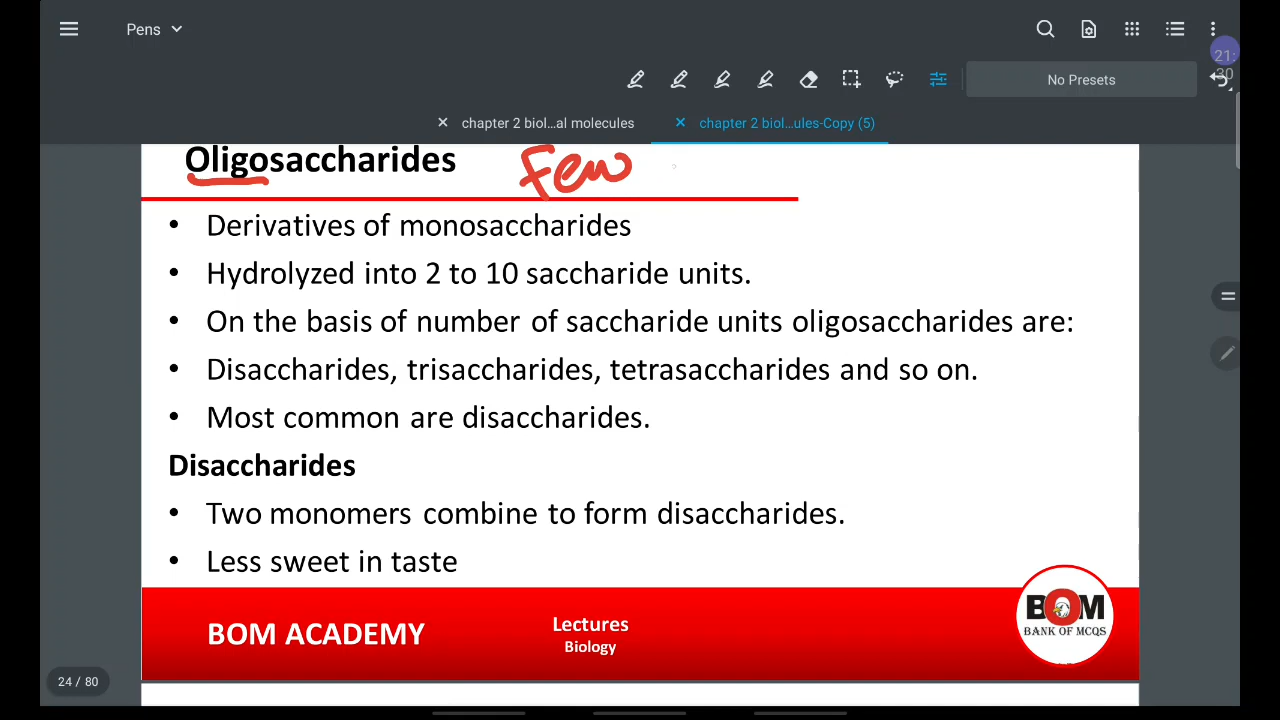 Pens
21:
30
No Presets
chapter 2 biol...al molecules
chapter 2 biol...ules-Copy (5)
Oligosaccharides Few
• Derivatives of monosaccharides
• Hydrolyzed into 2 to 10 saccharide units.
• On the basis of number of saccharide units oligosaccharides are:
• Disaccharides, trisaccharides, tetrasaccharides and so on.
• Most common are disaccharides.
Disaccharides
• Two monomers combine to form disaccharides.
• Less sweet in taste
BOM ACADEMY
Lectures
Biology
BOM
BANK OF MCQS
24 / 80